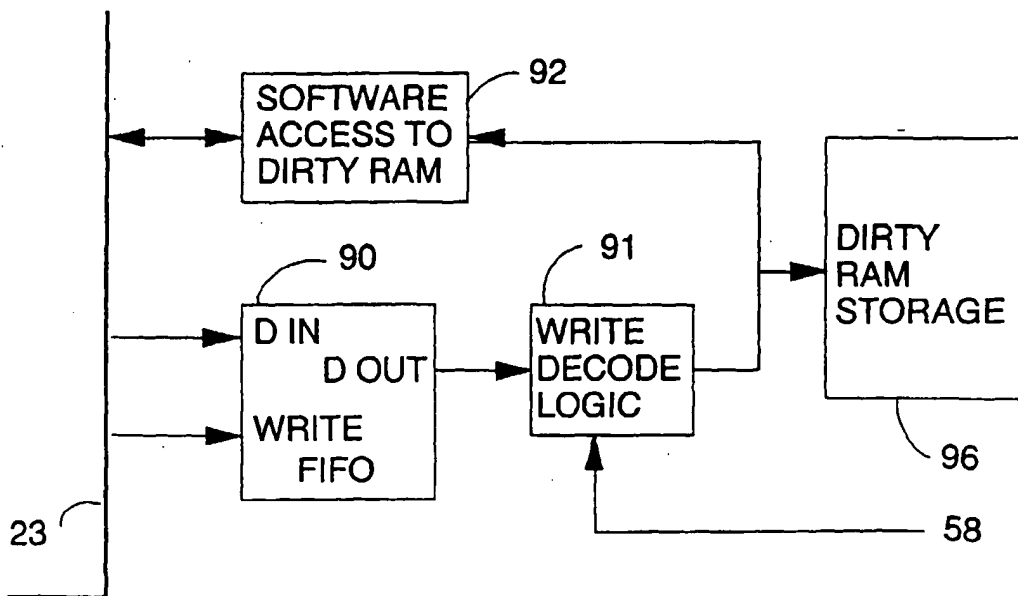 92
SOFTWARE
ACCESS TO
DIRTY RAM
90
D IN
D OUT
WRITE
FIFO
91
WRITE
DECODE
LOGIC
DIRTY
RAM
STORAGE
96
58
23